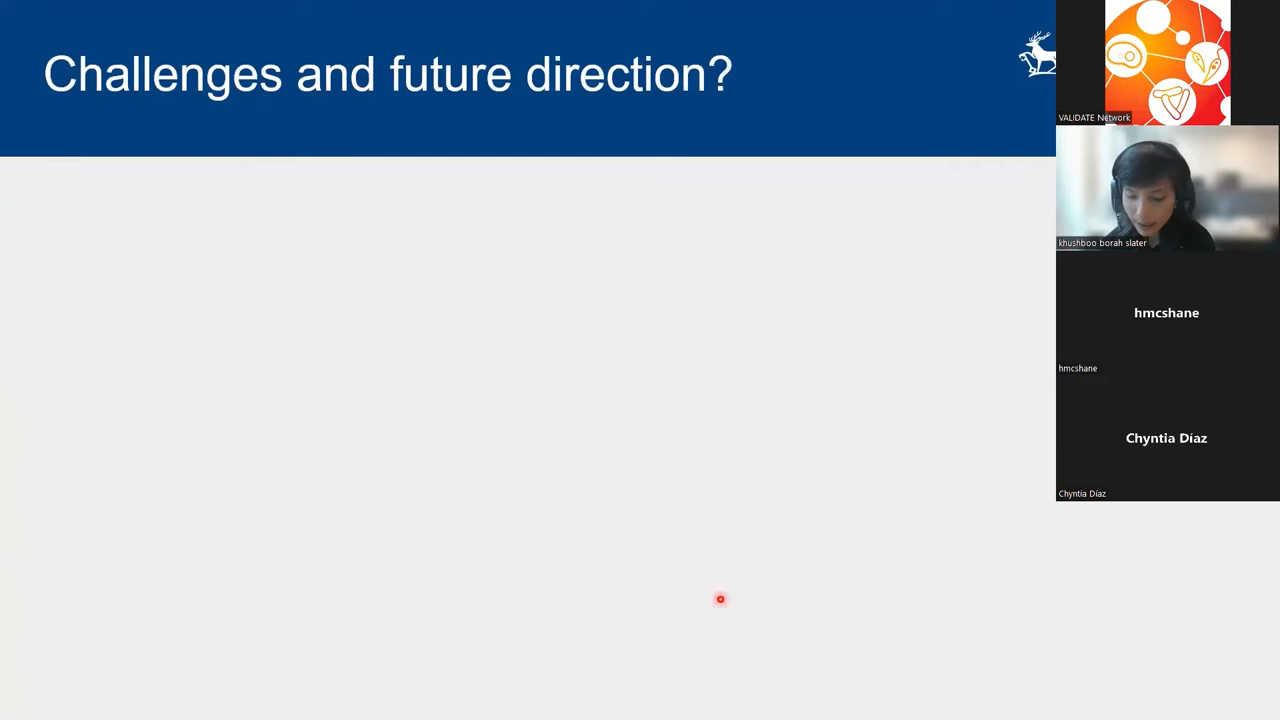 Challenges and future direction?
VALIDATE Network
khushboo borah slater
hmcshane
hmcshane
Chyntia Díaz
Chyntia Díaz